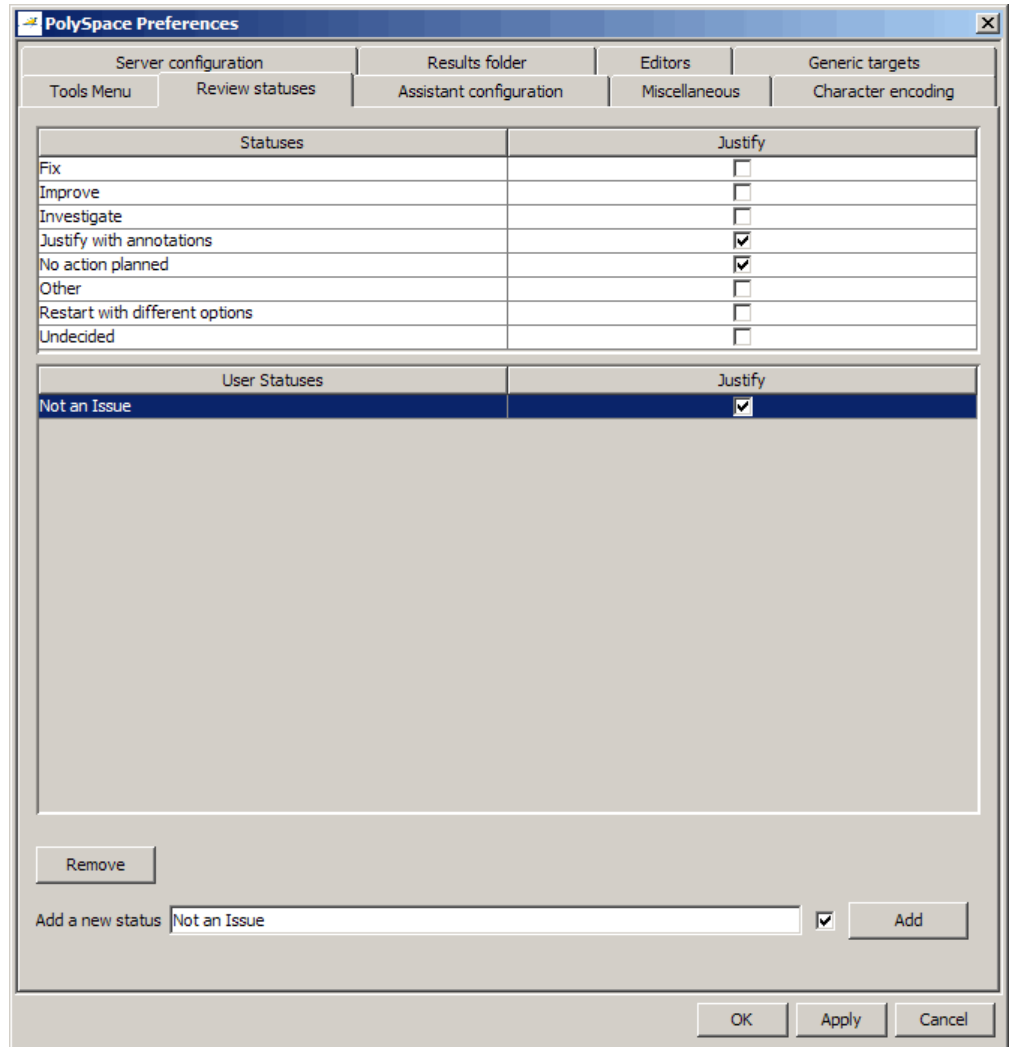 PolySpace Preferences
Server configuration Results folder Editors Generic targets
Tools Menu Review statuses Assistant configuration Miscellaneous Character encoding
Statuses Justify
Fix
Improve
Investigate
Justify with annotations
No action planned
Other
Restart with different options
Undecided
User Statuses Justify
Not an Issue
Remove
Add a new status Not an Issue Add
OK Apply Cancel